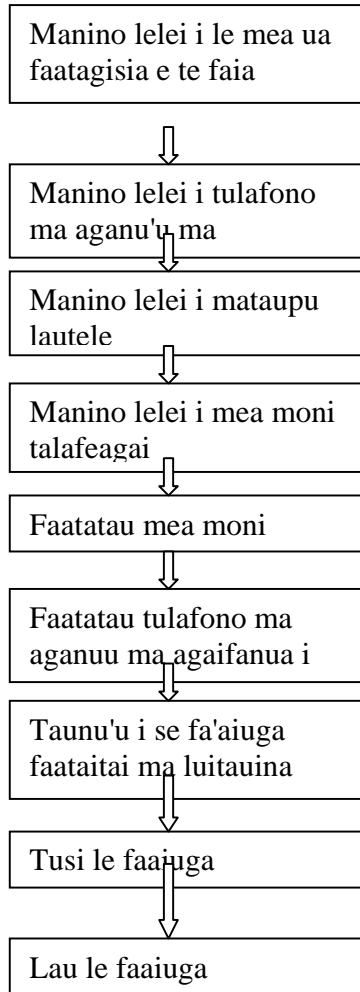 Manino lelei i le mea ua
faatagisia e te faia
Manino lelei i tulafono
ma aganu'u ma
Manino lelei i mataupu
lautele
Manino lelei i mea moni
talafeagai
Faatatau mea moni
Faatatau tulafono ma
aganuu ma agaifanua i
Taunu'u i se fa'aiuga
faataitai ma luitauina
Tusi le faaiuga
Lau le faaiuga